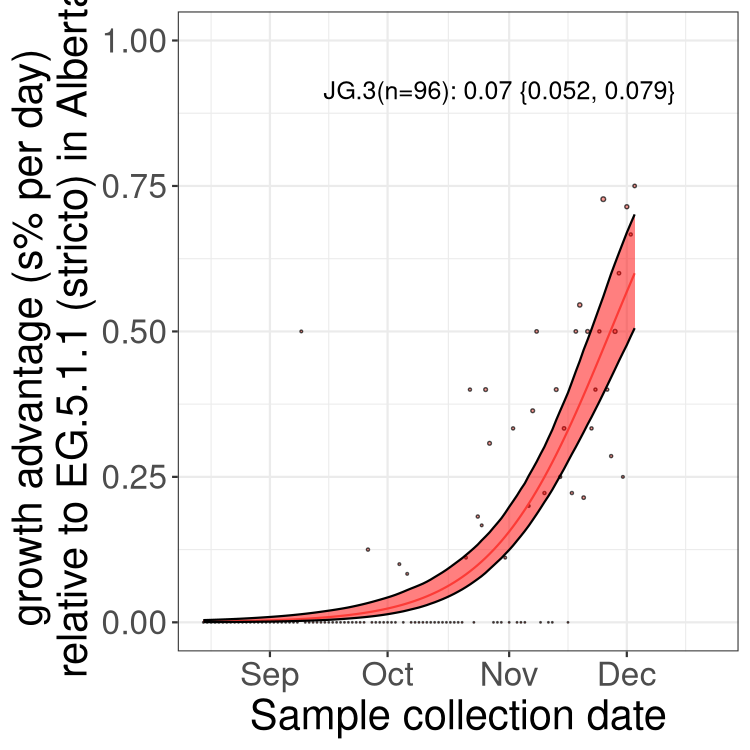 growth advantage (s% per day)
relative to EG.5.1.1 (stricto) in Alberta
1.00
0.75
0.50
0.25
0.00
JG.3(n=96): 0.07 {0.052, 0.079}
Sep Oct Nov Dec
Sample collection date